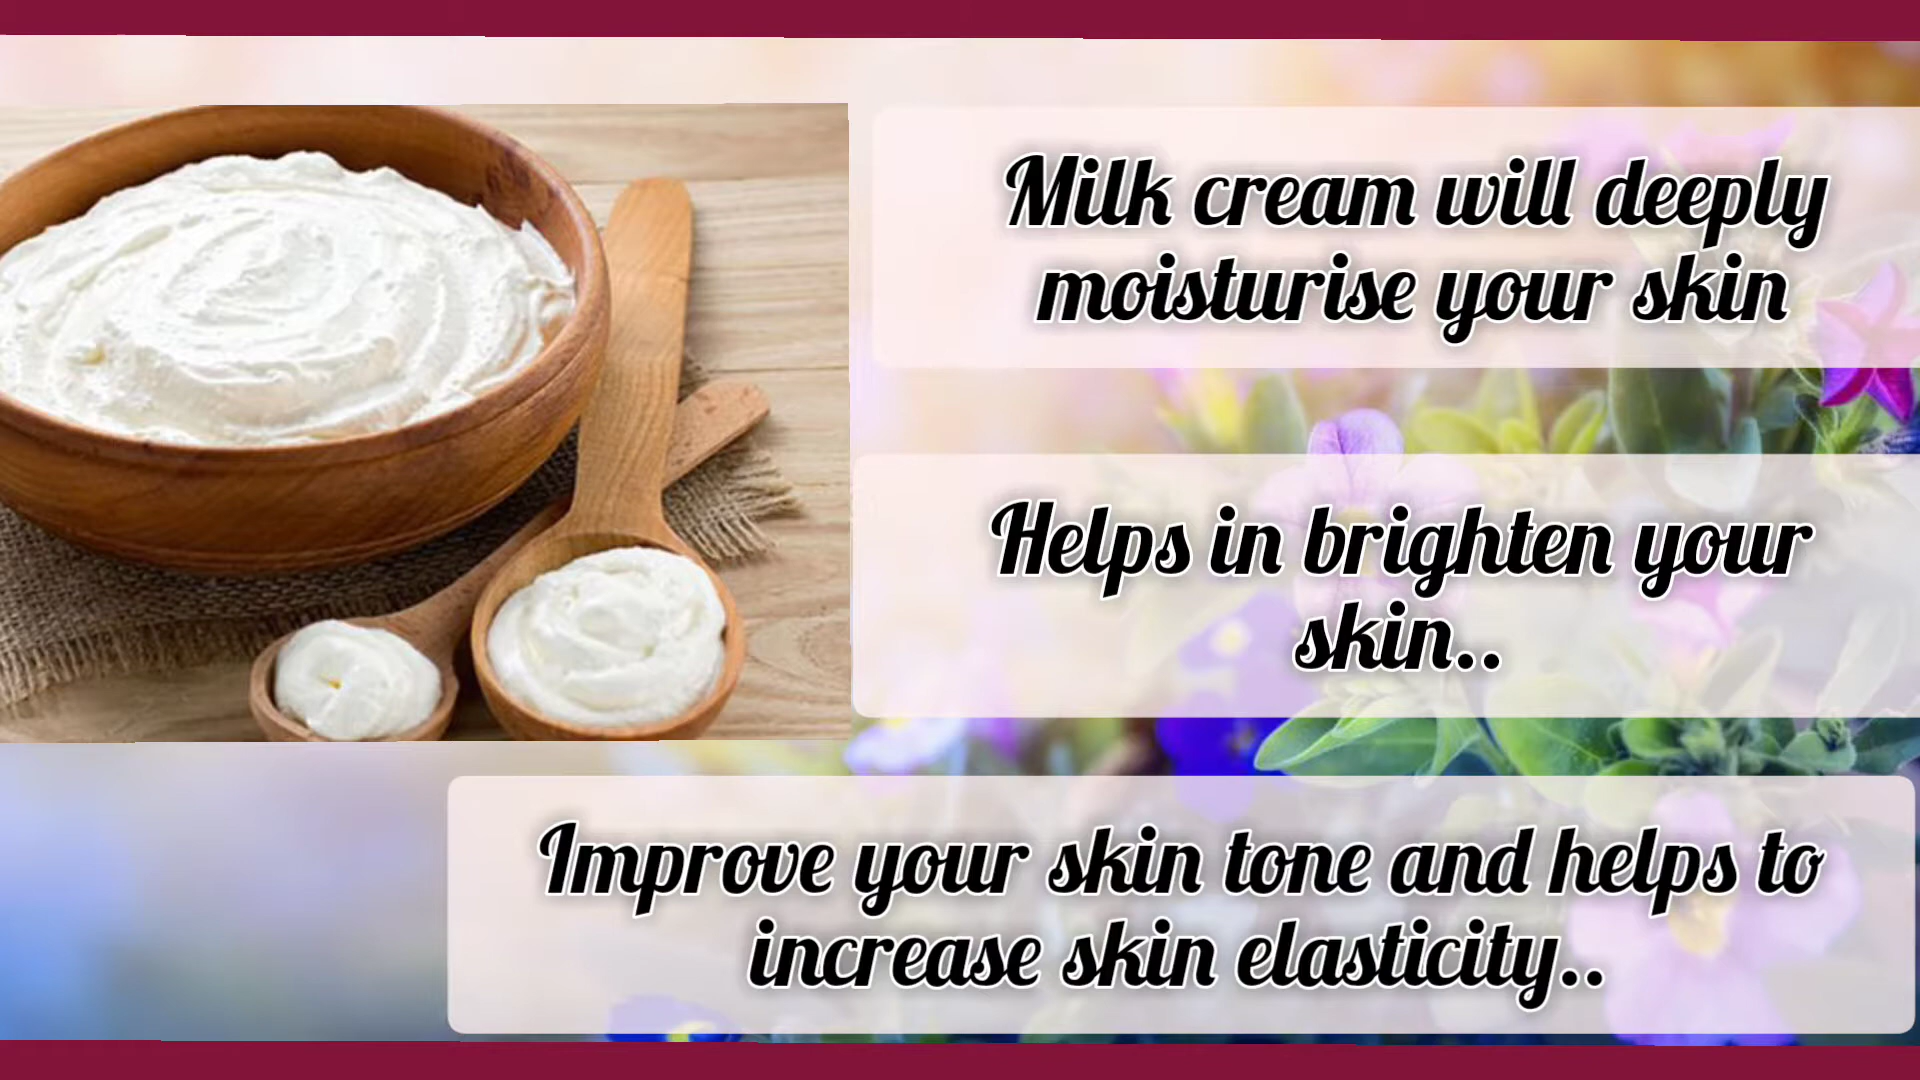 Milk cream will deeply
moisturise your skin
Helps in brighten your
skin..
Improve your skin tone and helps to
increase skin elasticity..